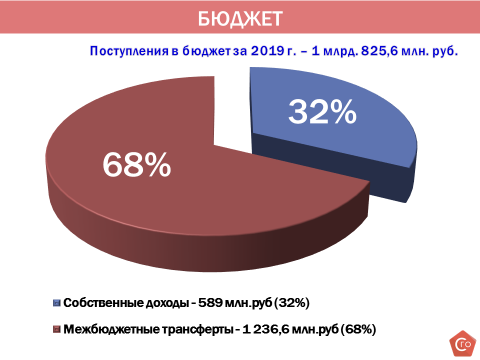 БЮДЖЕТ
Поступления в бюджет за 2019 г. – 1 млрд. 825,6 млн. руб.
32%
68%
Собственные доходы - 589 млн.руб (32%)
Межбюджетные трансферты - 1 236,6 млн.руб (68%)
СГО